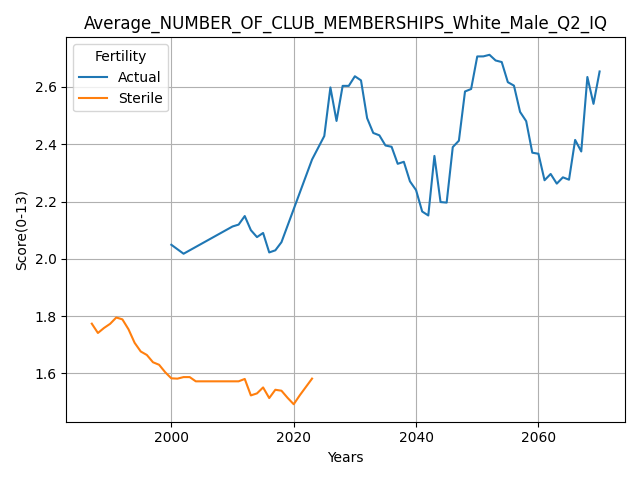 Average_NUMBER_OF_CLUB_MEMBERSHIPS_White_Male_Q2_IQ
Fertility
Actual
Sterile
2.6
2.4
2.2
2.0
1.8
1.6
Score(0-13)
2000
2020
2040
2060
Years